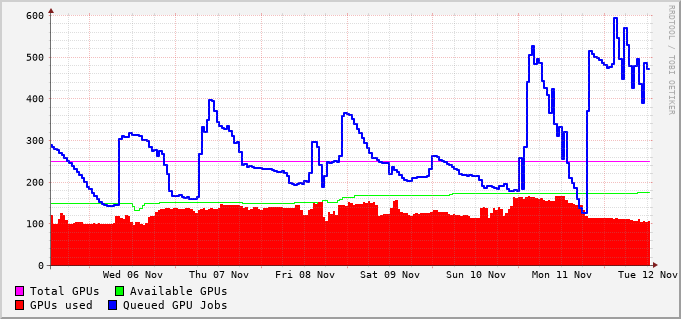 600
500
400
300
200
100
0
Wed 06 Nov Thu 07 Nov Fri 08 Nov Sat 09 Nov Sun 10 Nov Mon 11 Nov Tue 12 Nov
Total GPUs Available GPUs
GPUs used Queued GPU Jobs
RRDTOOL / TOBI OETIKER